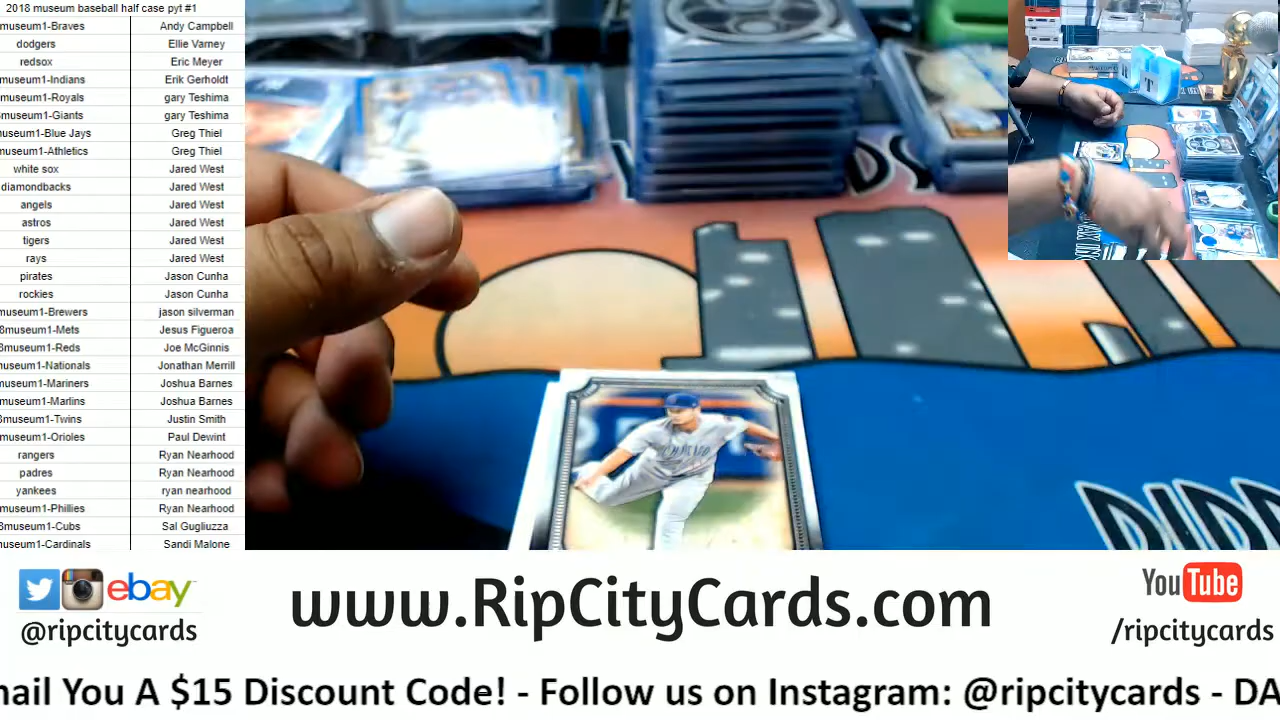 2018 museum baseball half case pyt #1
museum1-Braves Andy Campbell
dodgers Ellie Varney
redsox Eric Meyer
museum1-Indians Erik Gerholdt
museum1-Royals gary Teshima
museum1-Giants gary Teshima
museum1-Blue Jays Greg Thiel
museum1-Athletics Greg Thiel
white sox Jared West
diamondbacks Jared West
angels Jared West
astros Jared West
tigers Jared West
rays Jared West
pirates Jason Cunha
rockies Jason Cunha
museum1-Brewers jason silverman
8museum1-Mets Jesus Figueroa
8museum1-Reds Joe McGinnis
museum1-Nationals Jonathan Merrill
museum1-Mariners Joshua Barnes
museum1-Marlins Joshua Barnes
8museum1-Twins Justin Smith
museum1-Orioles Paul Dewint
rangers Ryan Nearhood
padres Ryan Nearhood
yankees ryan nearhood
museum1-Phillies Ryan Nearhood
8museum1-Cubs Sal Gugliuzza
museum1-Cardinals Sandi Malone
ebay
@ripcitycards
www.RipCityCards.com
YouTube
/ripcitycards
mail You A $15 Discount Code! - Follow us on Instagram: @ripcitycards - DA